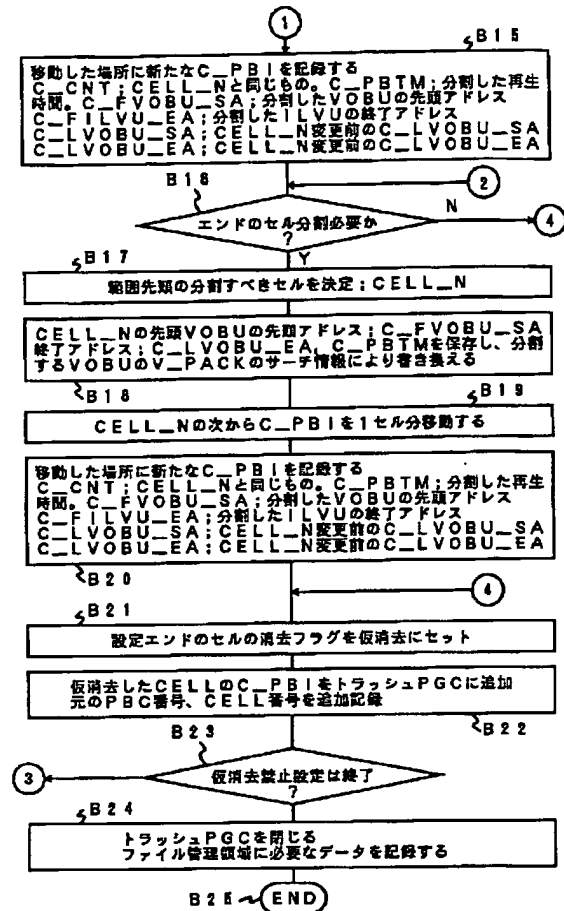 1
B15
移動した場所に新たなC_PBIを記録する
C_CNT;CELL_Nと同じもの。C_PBTM;分割した再生
時間。C_FVOBU_SA;分割したVOBUの先頭アドレス
C_FILVU_EA;分割したILVUの終了アドレス
C_LVOBU_SA;CELL_N変更前のC_LVOBU_SA
C_LVOBU_EA;CELL_N変更前のC_LVOBU_EA
2
B16
エンドのセル分割必要か
?
N
4
Y
B17
範囲先頭の分割すべきセルを決定;CELL_N
CELL_Nの先頭VOBUの先頭アドレス;C_FVOBU_SA
終了アドレス;C_LVOBU_EA、C_PBTMを保存し、分割
するVOBUのV_PACKのサーチ情報により書き換える
B18
B19
CELL_Nの次からC_PBIを1セル分移動する
移動した場所に新たなC_PBIを記録する
C_CNT;CELL_Nと同じもの。C_PBTM;分割した再生
時間。C_FVOBU_SA;分割したVOBUの先頭アドレス
C_FILVU_EA;分割したILVUの終了アドレス
C_LVOBU_SA;CELL_N変更前のC_LVOBU_SA
C_LVOBU_EA;CELL_N変更前のC_LVOBU_EA
B20
4
B21
設定エンドのセルの消去フラグを仮消去にセット
仮消去したCELLのC_PBIをトラッシュPGCに追加
元のPBC番号、CELL番号を追加記録
B22
B23
3
仮消去禁止設定は終了
?
B24
トラッシュPGCを閉じる
ファイル管理領域に必要なデータを記録する
B25
END